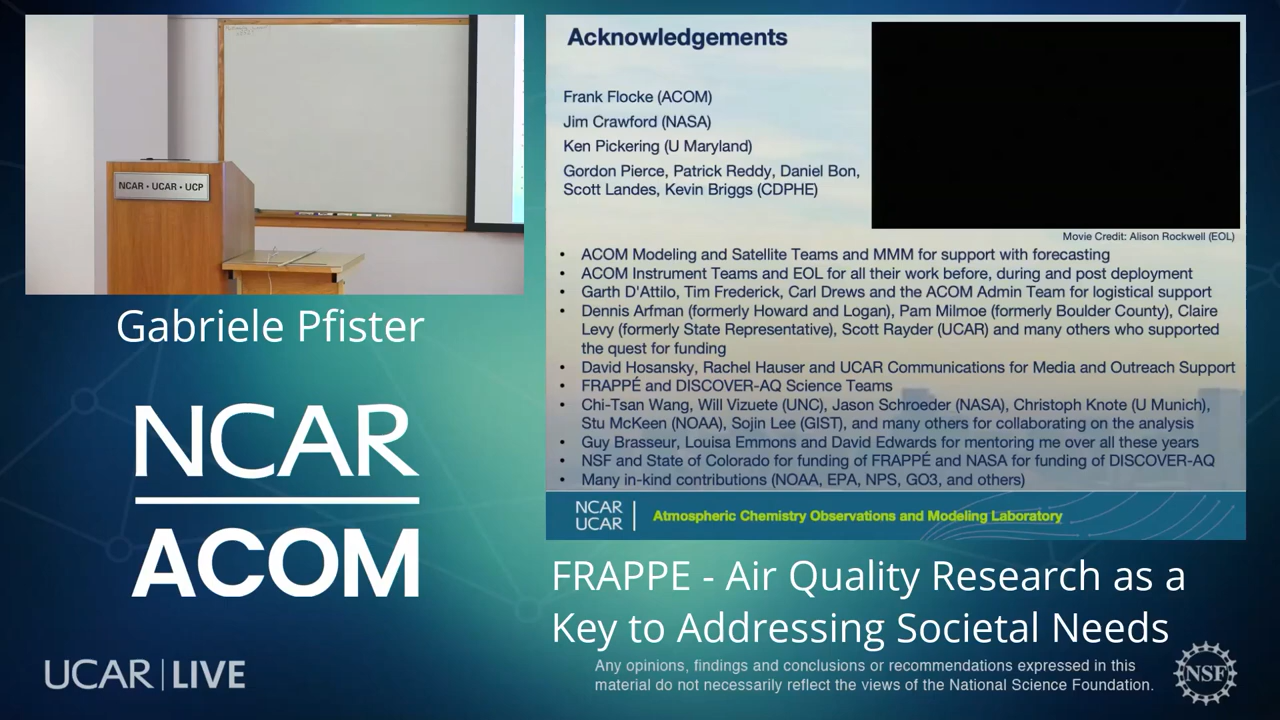 NCAR • UCAR • UCP
Gabriele Pfister
NCAR
ACOM
UCAR | LIVE
Acknowledgements
Frank Flocke (ACOM)
Jim Crawford (NASA)
Ken Pickering (U Maryland)
Gordon Pierce, Patrick Reddy, Daniel Bon,
Scott Landes, Kevin Briggs (CDPHE)
Movie Credit: Alison Rockwell (EOL)
• ACOM Modeling and Satellite Teams and MMM for support with forecasting
• ACOM Instrument Teams and EOL for all their work before, during and post deployment
• Garth D'Attilo, Tim Frederick, Carl Drews and the ACOM Admin Team for logistical support
• Dennis Arfman (formerly Howard and Logan), Pam Milmoe (formerly Boulder County), Claire
Levy (formerly State Representative), Scott Rayder (UCAR) and many others who supported
the quest for funding
• David Hosansky, Rachel Hauser and UCAR Communications for Media and Outreach Support
• FRAPPÉ and DISCOVER-AQ Science Teams
• Chi-Tsan Wang, Will Vizuete (UNC), Jason Schroeder (NASA), Christoph Knote (U Munich),
Stu McKeen (NOAA), Sojin Lee (GIST), and many others for collaborating on the analysis
• Guy Brasseur, Louisa Emmons and David Edwards for mentoring me over all these years
• NSF and State of Colorado for funding of FRAPPÉ and NASA for funding of DISCOVER-AQ
• Many in-kind contributions (NOAA, EPA, NPS, GO3, and others)
NCAR
UCAR
Atmospheric Chemistry Observations and Modeling Laboratory
FRAPPE - Air Quality Research as a
Key to Addressing Societal Needs
Any opinions, findings and conclusions or recommendations expressed in this
material do not necessarily reflect the views of the National Science Foundation.
NSF